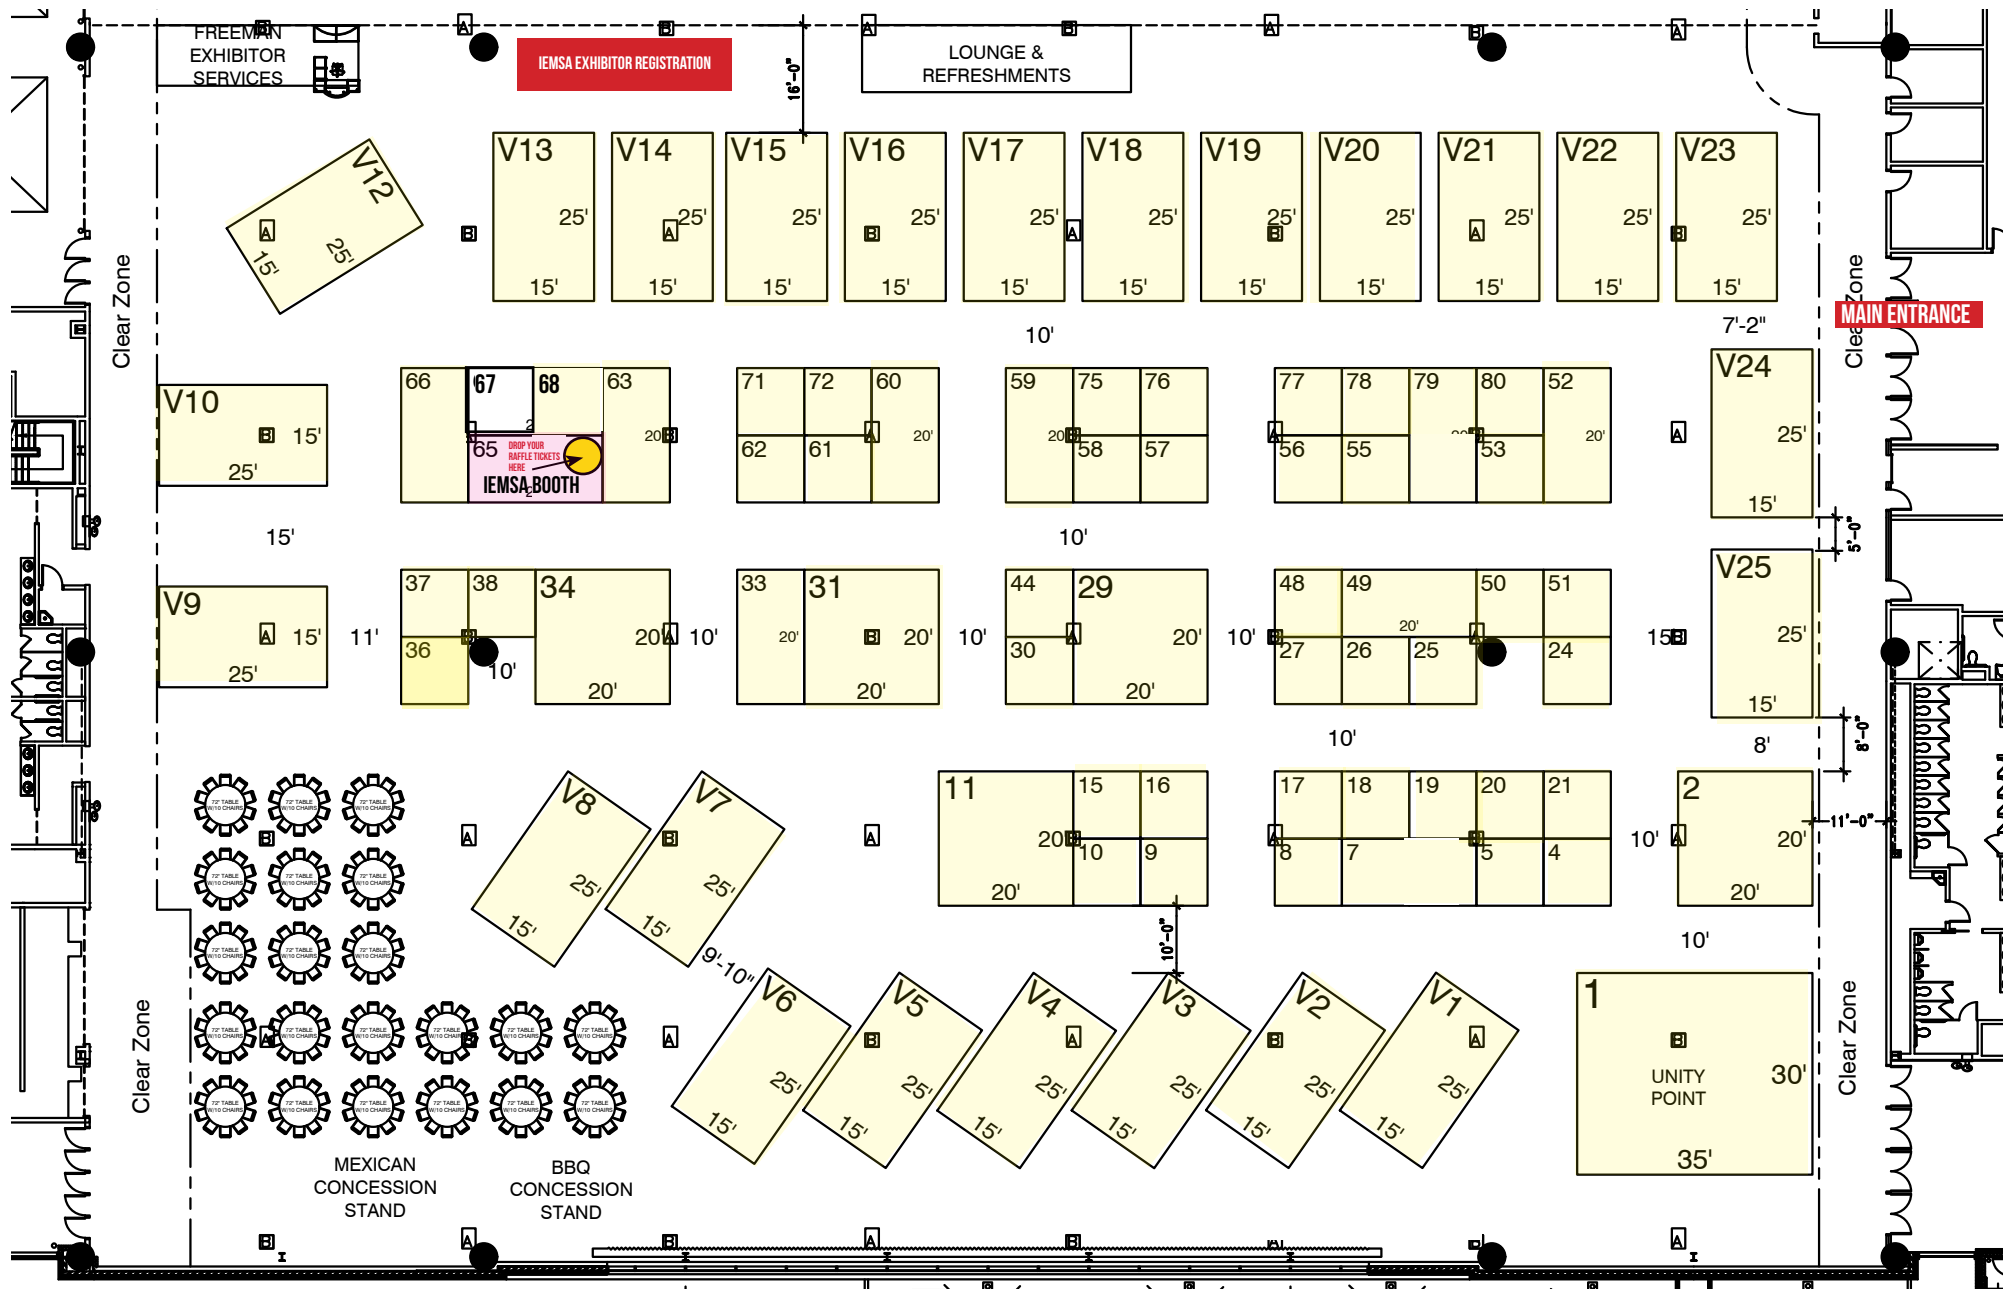 FREEMAN
EXHIBITOR
SERVICES
IEMSA EXHIBITOR REGISTRATION
16'-0"
LOUNGE &
REFRESHMENTS
V12
15'
25'
V13
25'
15'
V14
25'
15'
V15
25'
15'
V16
25'
15'
V17
25'
15'
V18
25'
15'
V19
25'
15'
V20
25'
15'
V21
25'
15'
V22
25'
15'
V23
25'
15'
Clear Zone
Clear Zone
MAIN ENTRANCE
10'
7'-2"
V10
15'
25'
66
67
68
63
20'
65
DROP YOUR
RAFFLE TICKETS
HERE
IEMSA BOOTH
71
72
60
20'
62
61
59
75
76
20'
58
57
77
78
79
80
52
20'
56
55
53
V24
25'
15'
5'-0"
15'
10'
V9
15'
25'
11'
37
38
36
10'
34
20'
20'
10'
33
20'
31
20'
20'
10'
44
30
29
20'
20'
10'
48
49
20'
50
51
27
26
25
24
15'
V25
25'
15'
8'-0"
10'
8'
72" TABLE
W/10 CHAIRS
V8
25'
15'
V7
25'
15'
9'-10"
11
20'
20'
15
16
10
9
17
18
19
20
21
8
7
5
4
10'
2
20'
20'
11'-0"
10'-0"
10'
Clear Zone
Clear Zone
V6
25'
15'
V5
25'
15'
V4
25'
15'
V3
25'
15'
V2
25'
15'
V1
25'
15'
1
UNITY
POINT
30'
35'
MEXICAN
CONCESSION
STAND
BBQ
CONCESSION
STAND